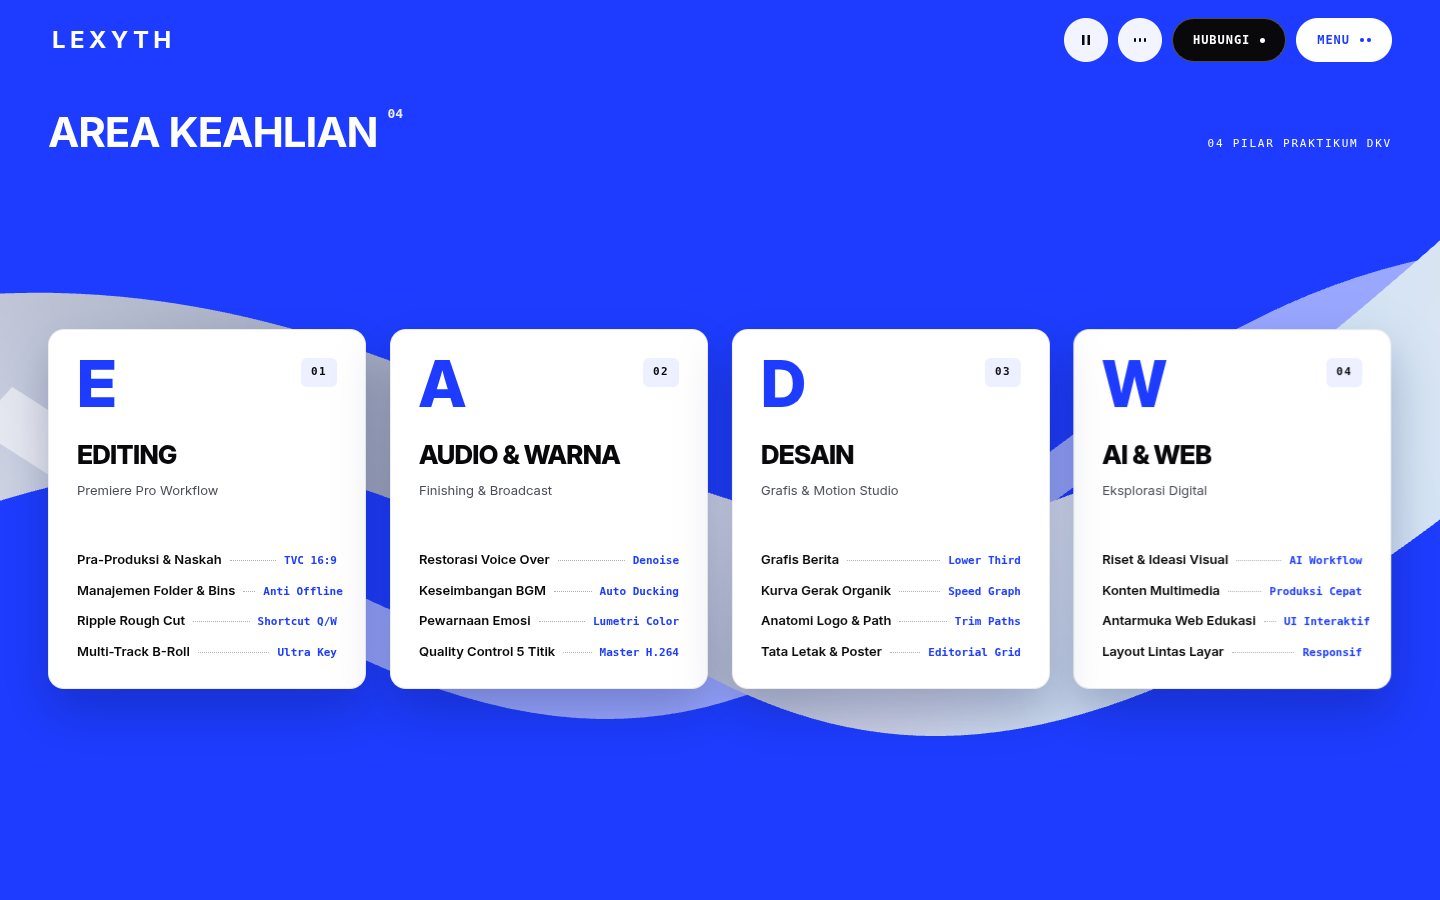 LEXYTH
HUBUNGI
MENU
AREA KEAHLIAN 04
04 PILAR PRAKTIKUM DKV
E 01
EDITING
Premiere Pro Workflow
Pra-Produksi & Naskah TVC 16:9
Manajemen Folder & Bins Anti Offline
Ripple Rough Cut Shortcut Q/W
Multi-Track B-Roll Ultra Key
A 02
AUDIO & WARNA
Finishing & Broadcast
Restorasi Voice Over Denoise
Keseimbangan BGM Auto Ducking
Pewarnaan Emosi Lumetri Color
Quality Control 5 Titik Master H.264
D 03
DESAIN
Grafis & Motion Studio
Grafis Berita Lower Third
Kurva Gerak Organik Speed Graph
Anatomi Logo & Path Trim Paths
Tata Letak & Poster Editorial Grid
W 04
AI & WEB
Eksplorasi Digital
Riset & Ideasi Visual AI Workflow
Konten Multimedia Produksi Cepat
Antarmuka Web Edukasi UI Interaktif
Layout Lintas Layar Responsif